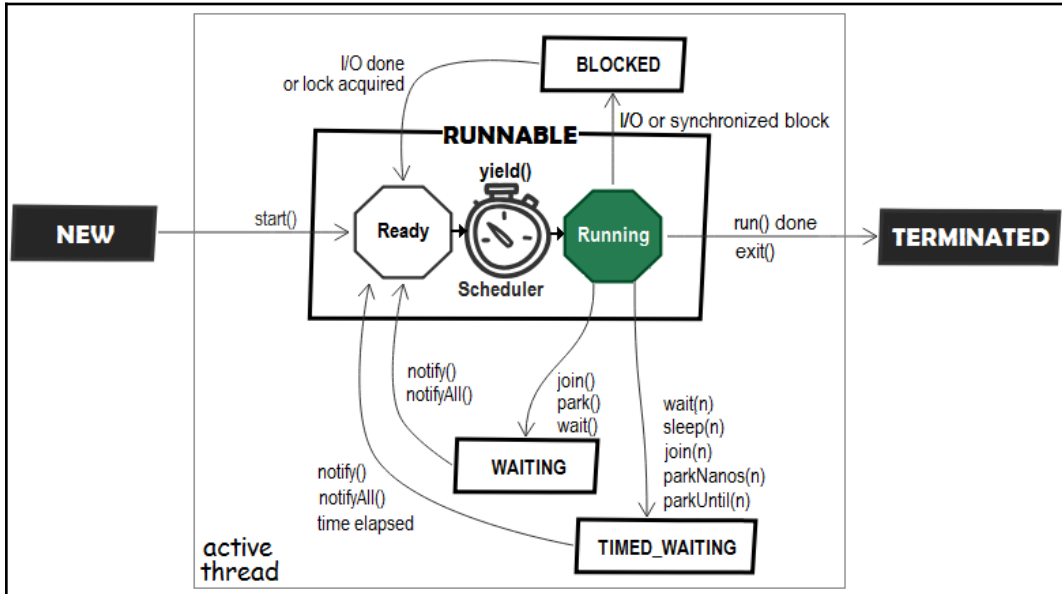 BLOCKED
I/O done
or lock acquired
I/O or synchronized block
RUNNABLE
yield()
NEW
start()
Ready
Running
run() done
exit()
TERMINATED
Scheduler
notify()
notifyAll()
join()
park()
wait()
wait(n)
sleep(n)
join(n)
parkNanos(n)
parkUntil(n)
WAITING
notify()
notifyAll()
time elapsed
TIMED_WAITING
active
thread